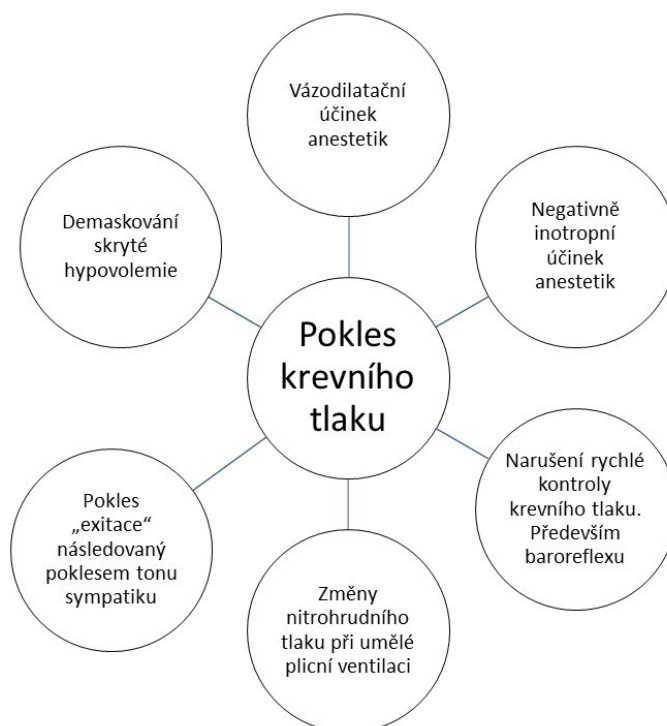 Vázodilatační
účinek
anestetik
Demaskování
skryté
hypovolemie
Negativně
inotropní
účinek
anestetik
Pokles
krevního
tlaku
Pokles
„exitace“
následovaný
poklesem tonu
sympatiku
Narušení rychlé
kontroly
krevního tlaku.
Především
baroreflexu
Změny
nitrohrudního
tlaku při umělé
plicní ventilaci